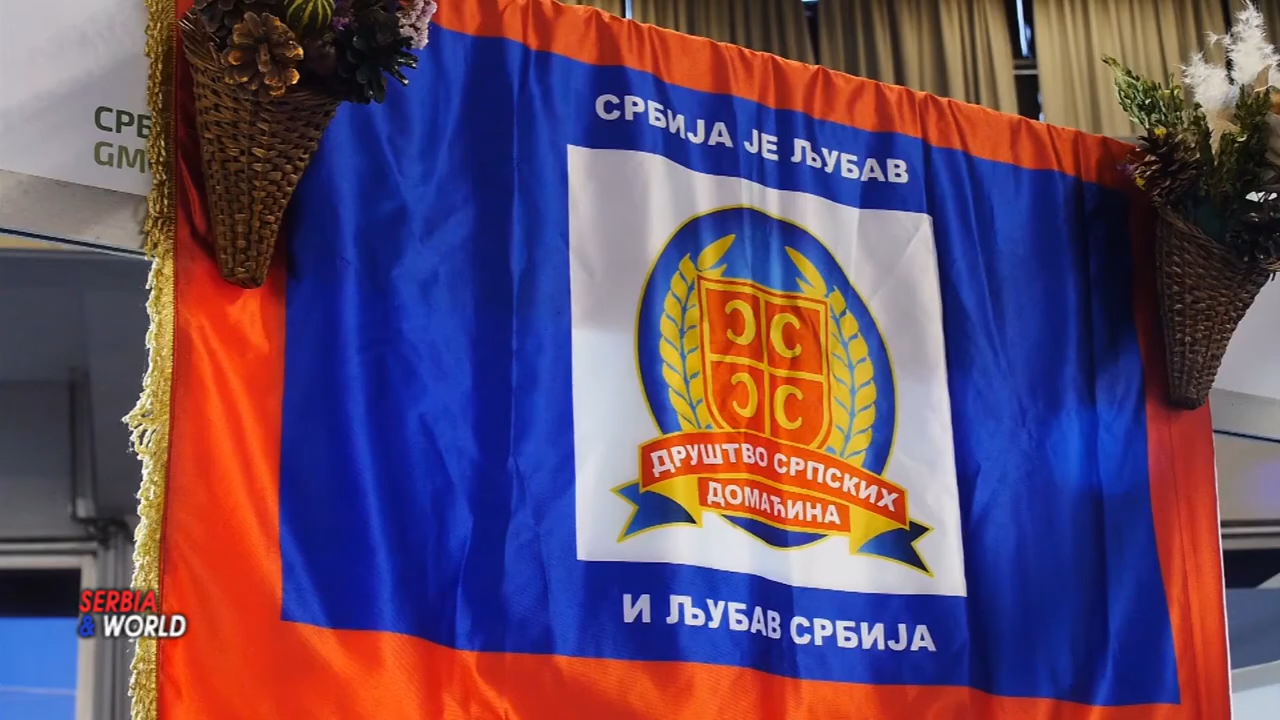 СРБИЈА ЈЕ ЉУБАВ
ДРУШТВО СРПСКИХ
ДОМАЋИНА
И ЉУБАВ СРБИЈА
SERBIA
& WORLD